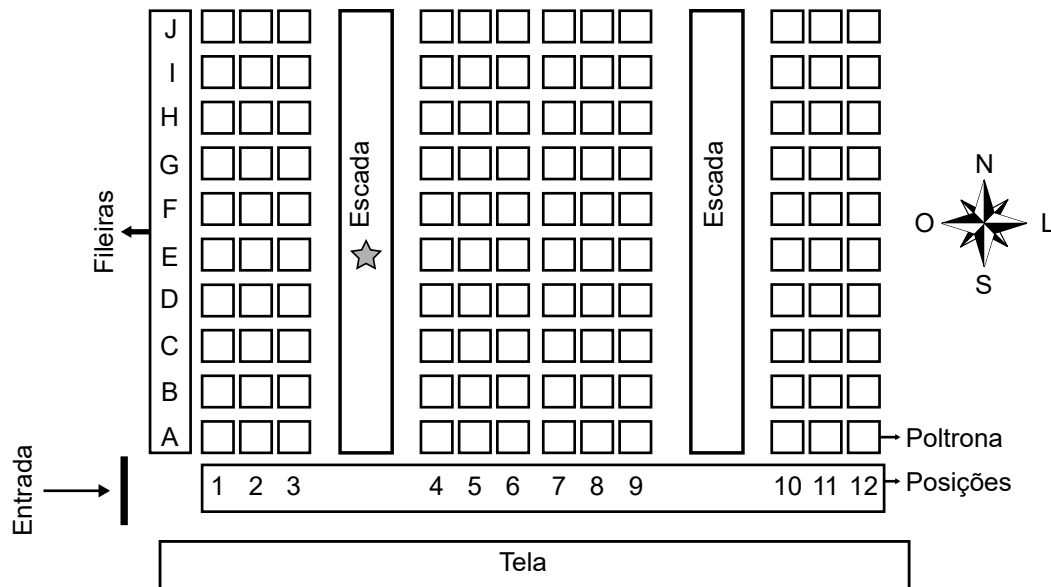 J
I
H
G
F
E
D
C
B
A
Fileiras
Escada
Escada
N
O L
S
Poltrona
Entrada
1 2 3 4 5 6 7 8 9 10 11 12
Posições
Tela